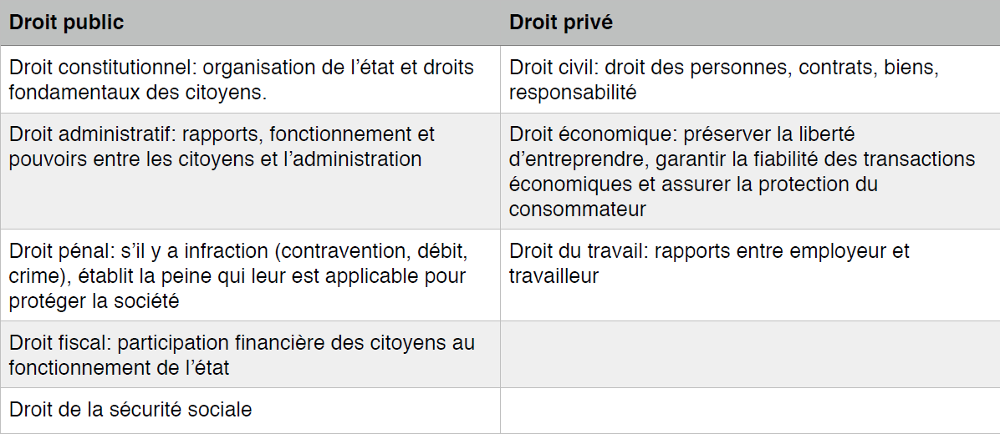 Droit public
Droit privé
Droit constitutionnel: organisation de l’état et droits
fondamentaux des citoyens.
Droit civil: droit des personnes, contrats, biens,
responsabilité
Droit administratif: rapports, fonctionnement et
pouvoirs entre les citoyens et l’administration
Droit économique: préserver la liberté
d’entreprendre, garantir la fiabilité des transactions
économiques et assurer la protection du
consommateur
Droit pénal: s’il y a infraction (contravention, débit,
crime), établit la peine qui leur est applicable pour
protéger la société
Droit du travail: rapports entre employeur et
travailleur
Droit fiscal: participation financière des citoyens au
fonctionnement de l’état
Droit de la sécurité sociale